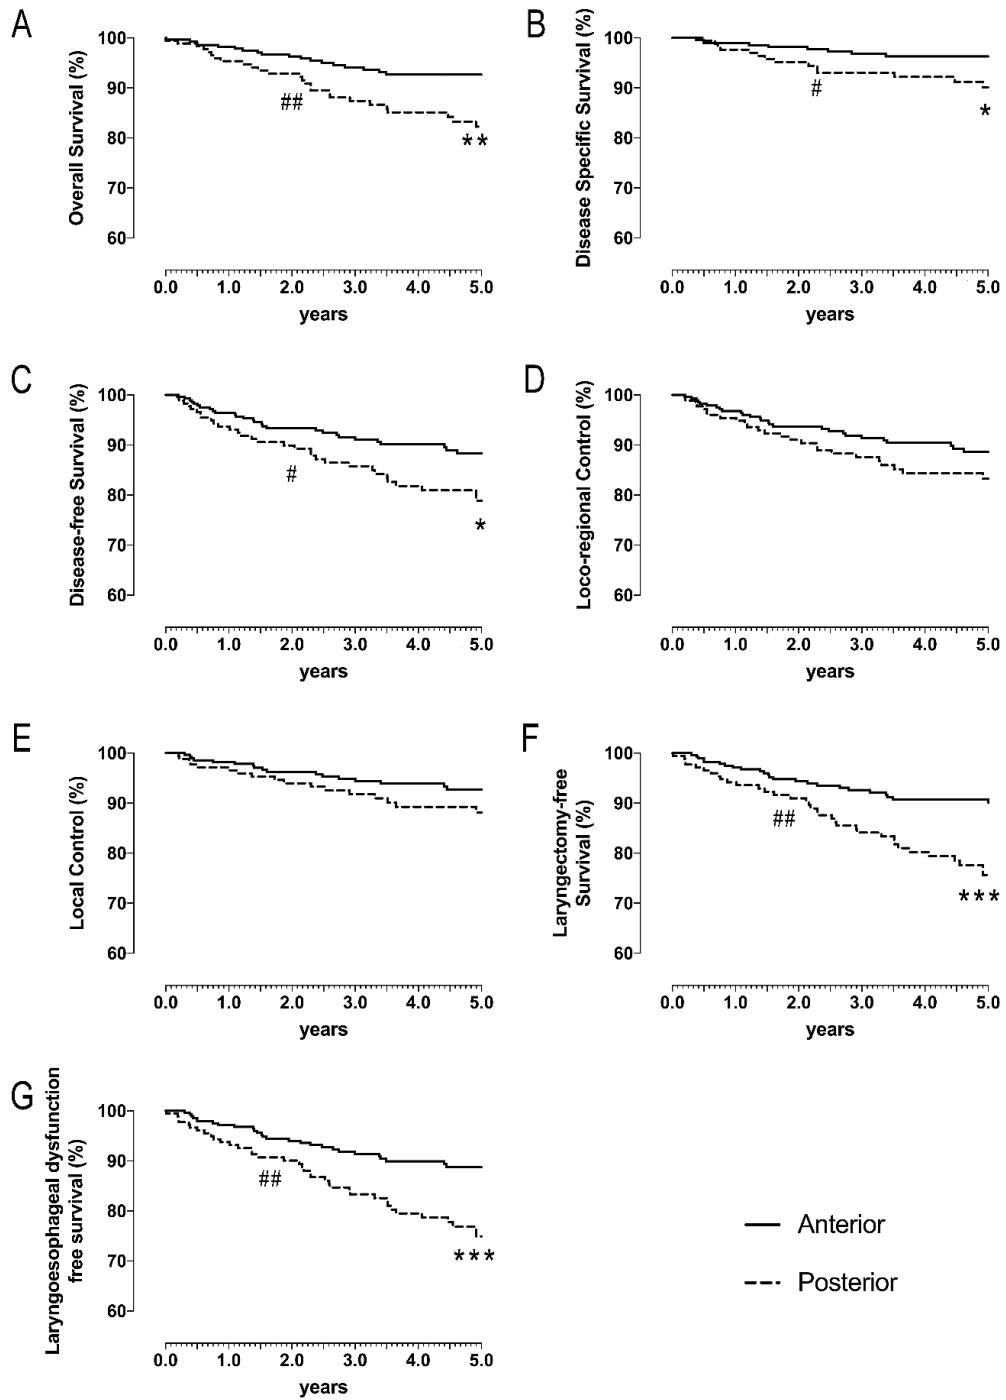 A
Overall Survival (%)
100
90
80
70
60
##
**
0.0 1.0 2.0 3.0 4.0 5.0
years
B
Disease Specific Survival (%)
100
90
80
70
60
#
*
0.0 1.0 2.0 3.0 4.0 5.0
years
C
Disease-free Survival (%)
100
90
80
70
60
#
*
0.0 1.0 2.0 3.0 4.0 5.0
years
D
Loco-regional Control (%)
100
90
80
70
60
0.0 1.0 2.0 3.0 4.0 5.0
years
E
Local Control (%)
100
90
80
70
60
0.0 1.0 2.0 3.0 4.0 5.0
years
F
Laryngectomy-free
Survival (%)
100
90
80
70
60
##
***
0.0 1.0 2.0 3.0 4.0 5.0
years
G
Laryngoesophageal dysfunction
free survival (%)
100
90
80
70
60
##
***
0.0 1.0 2.0 3.0 4.0 5.0
years
Anterior
Posterior